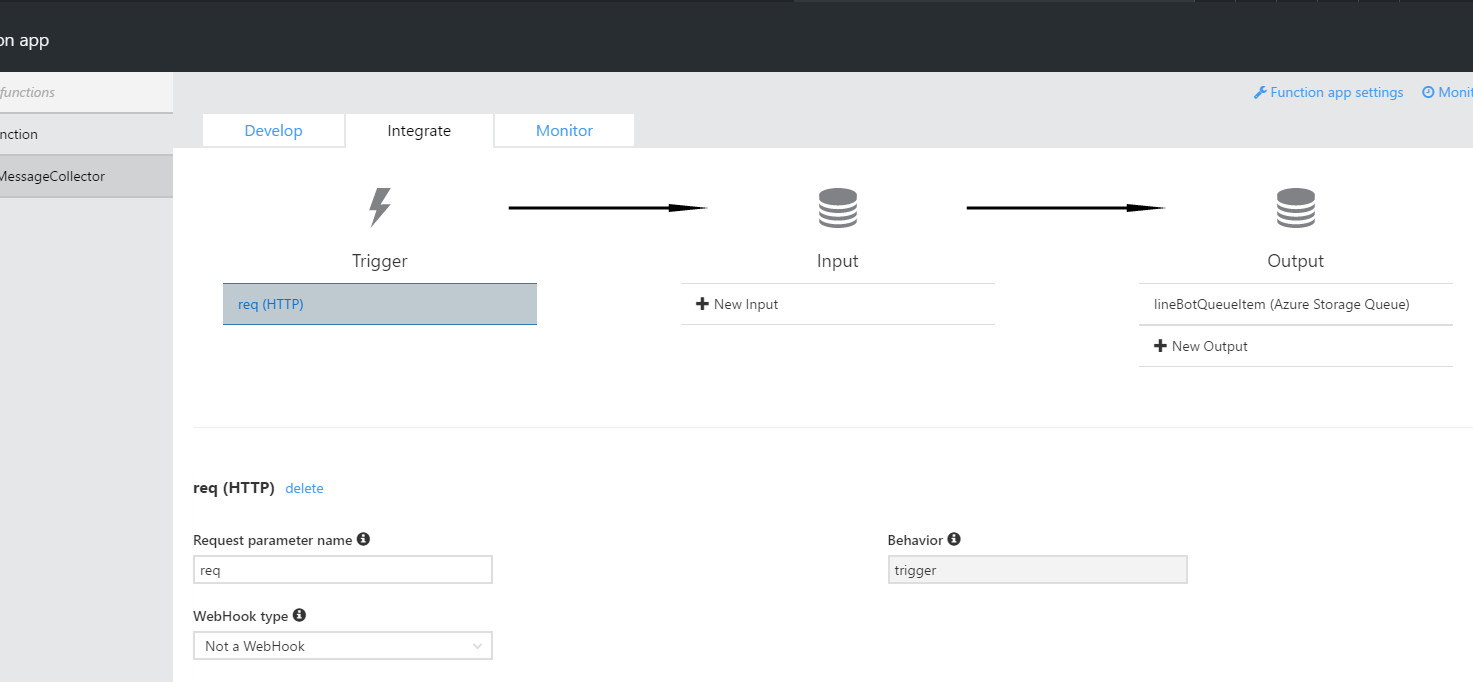 on app
functions
Function app settings Monit
nction
Develop Integrate Monitor
MessageCollector
Trigger Input Output
req (HTTP) New Input lineBotQueueItem (Azure Storage Queue)
New Output
req (HTTP) delete
Request parameter name Behavior
req trigger
WebHook type
Not a WebHook